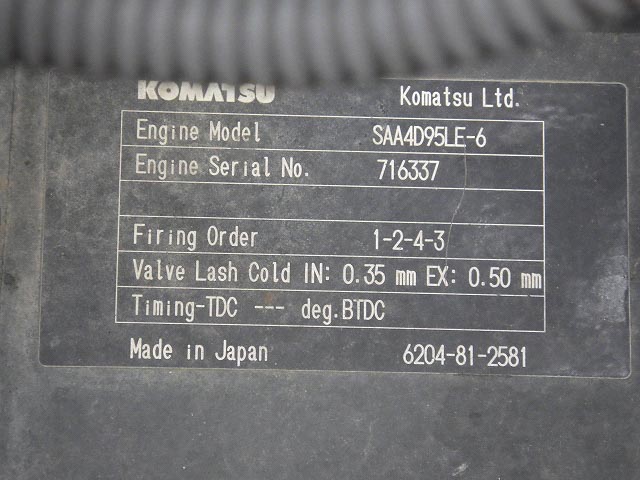 KOMATSU Komatsu Ltd.
Engine Model SAA4D95LE-6
Engine Serial No. 716337
Firing Order 1-2-4-3
Valve Lash Cold IN: 0.35 mm EX: 0.50 mm
Timing-TDC --- deg.BTDC
Made in Japan 6204-81-2581